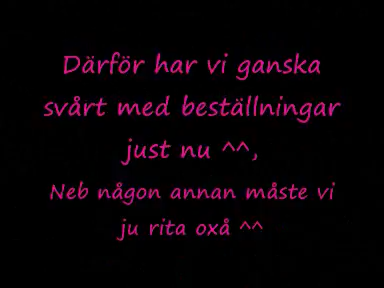 Därför har vi ganska
svårt med beställningar
just nu ^^,
Neb någon annan måste vi
ju rita oxå ^^